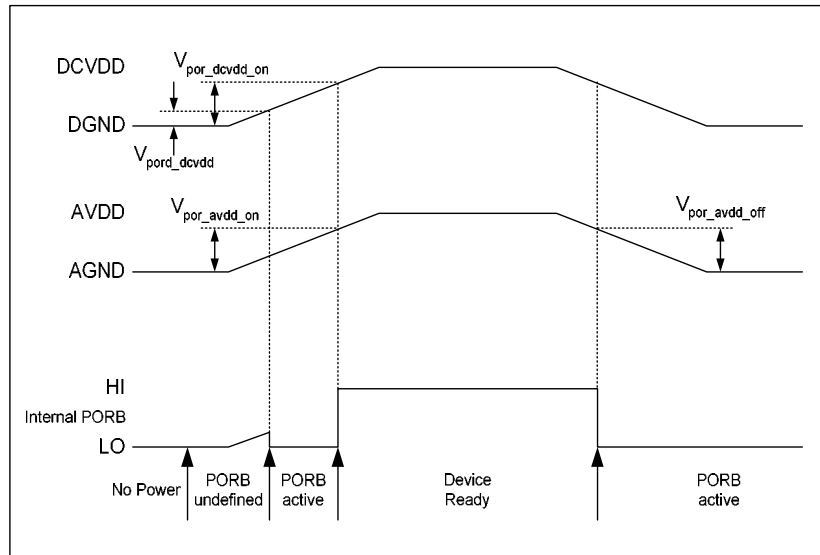 DCVDD
V_por_dcvdd_on
DGND
V_pord_dcvdd
AVDD
V_por_avdd_on
V_por_avdd_off
AGND
HI
Internal PORB
LO
No Power
PORB
undefined
PORB
active
Device
Ready
PORB
active